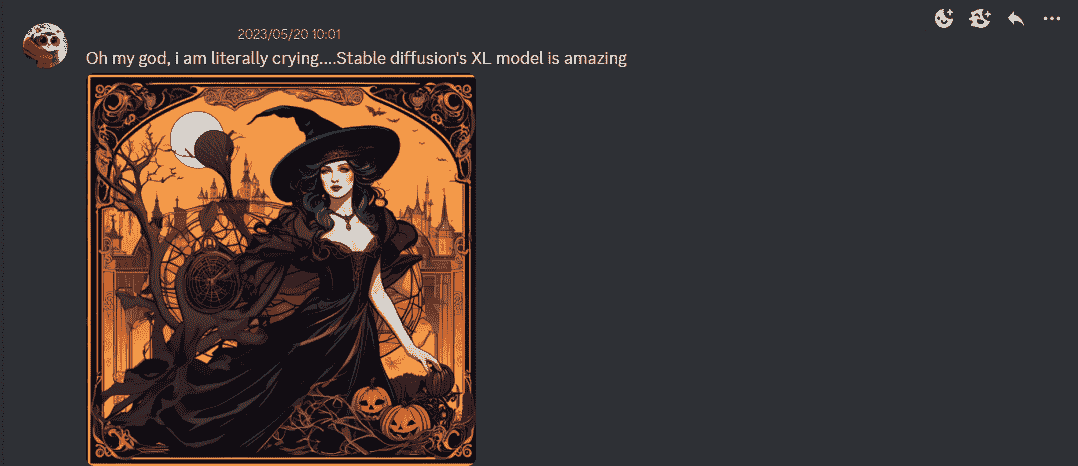 2023/05/20 10:01
Oh my god, i am literally crying....Stable diffusion's XL model is amazing